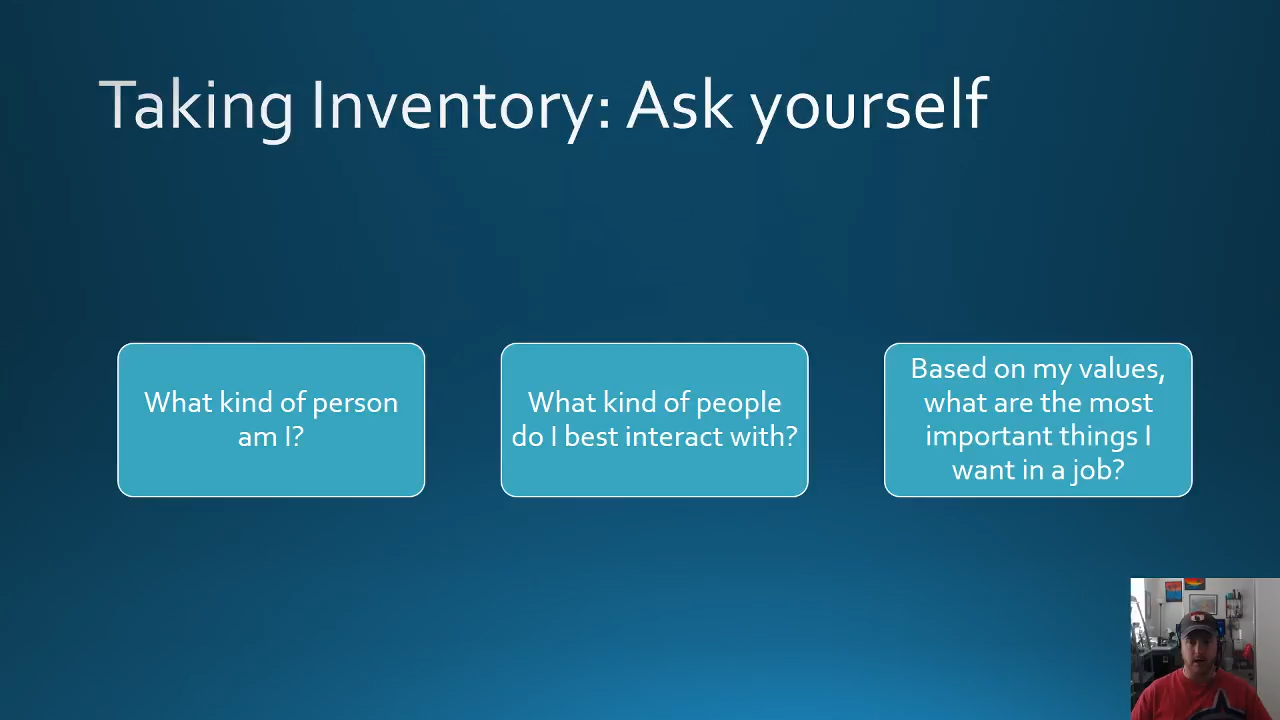 Taking Inventory: Ask yourself
What kind of person
am I?
What kind of people
do I best interact with?
Based on my values,
what are the most
important things I
want in a job?